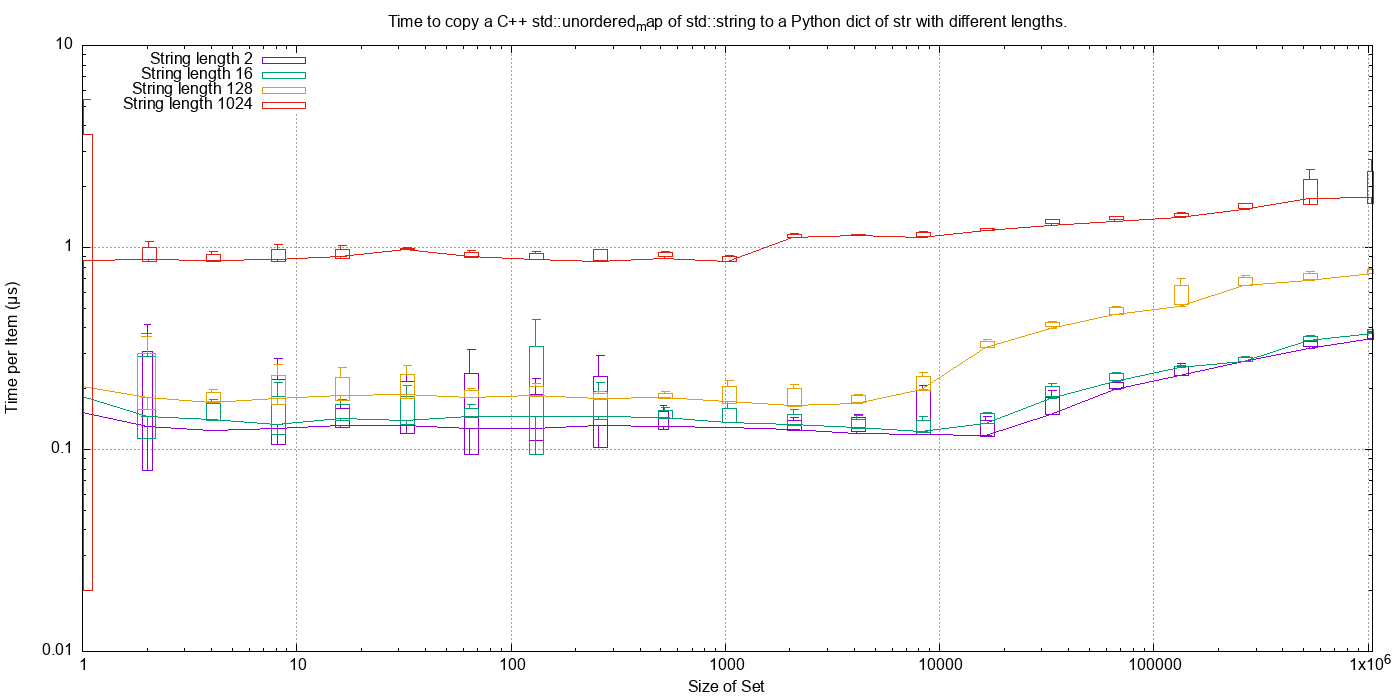 Time to copy a C++ std::unordered_map of std::string to a Python dict of str with different lengths.
10
String length 2
String length 16
String length 128
String length 1024
1
Time per Item (µs)
0.1
0.01
1 10 100 1000 10000 100000 1x10^6
Size of Set